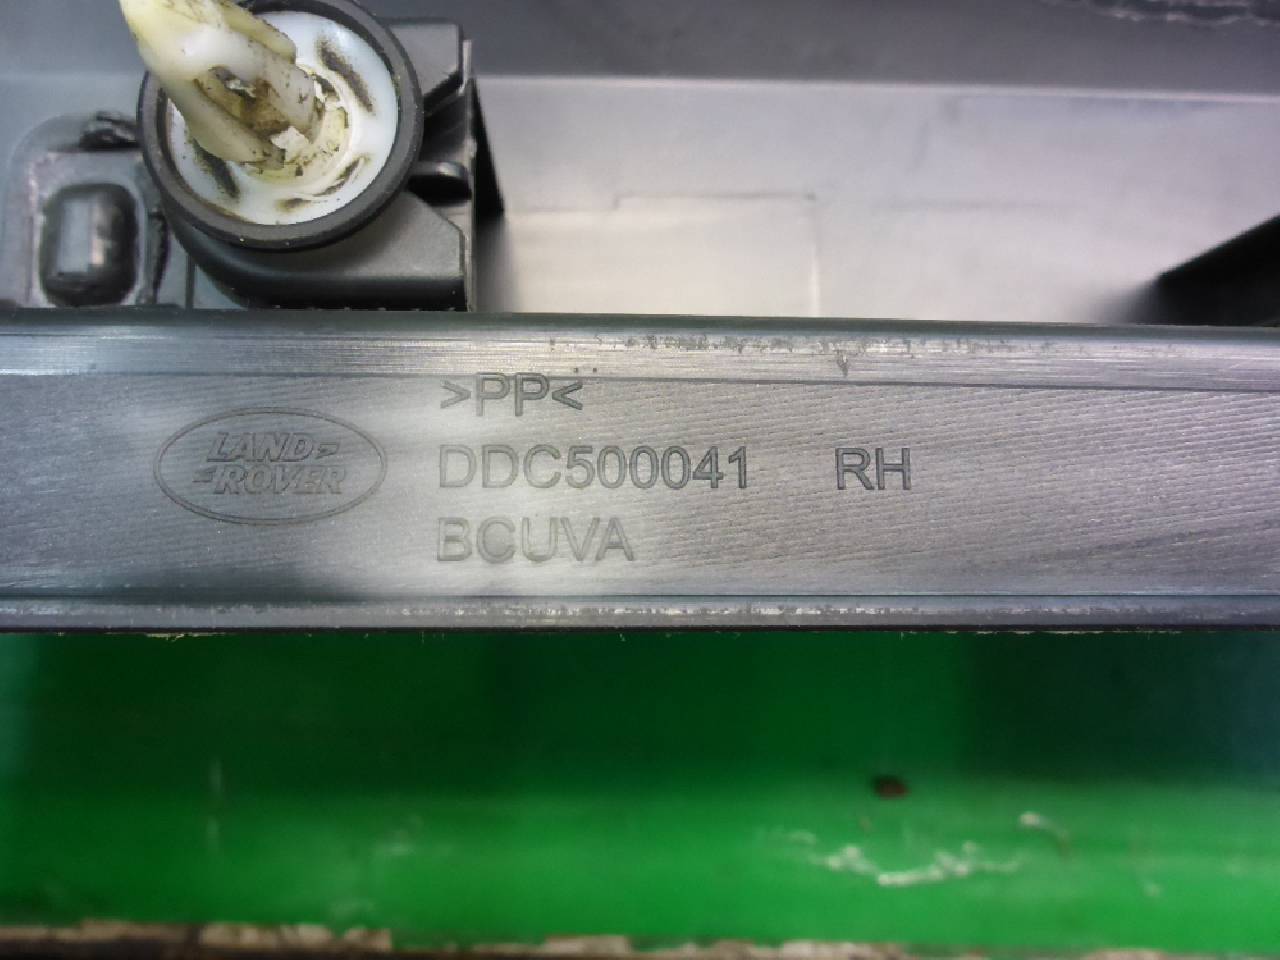 >PP<
LAND-
-ROVER
DDC500041 RH
BCUVA